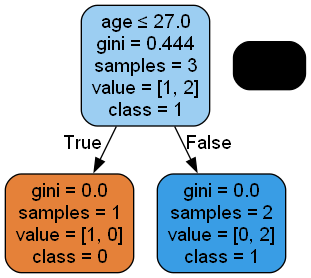 age ≤ 27.0
gini = 0.444
samples = 3
value = [1, 2]
class = 1
True
False
gini = 0.0
samples = 1
value = [1, 0]
class = 0
gini = 0.0
samples = 2
value = [0, 2]
class = 1